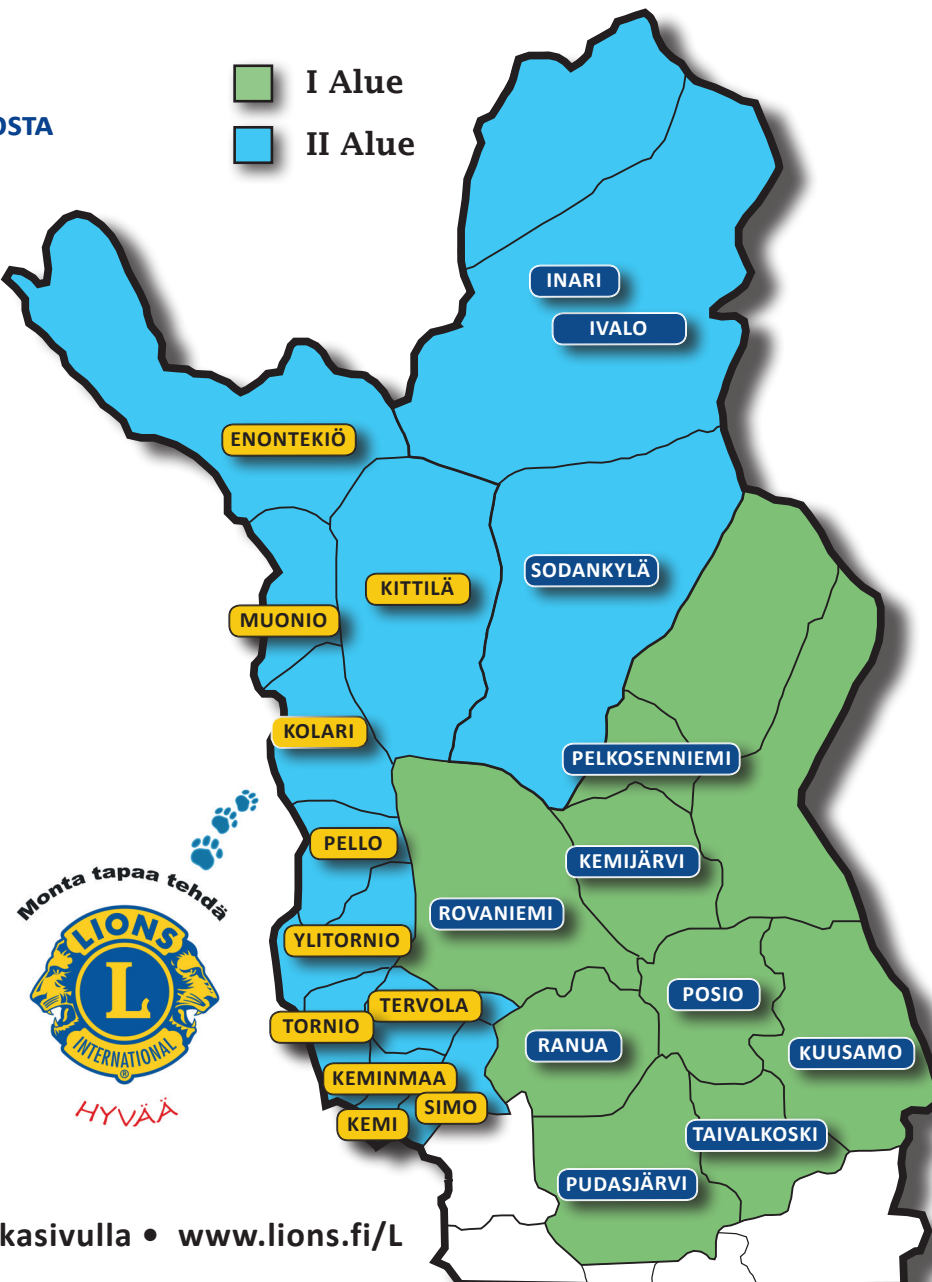 I Alue
OSTA
II Alue
INARI
IVALO
ENONTEKIÖ
SODANKYLÄ
KITTILÄ
MUONIO
KOLARI
PELKOSENNIEMI
PELLO
KEMIJÄRVI
Monta tapaa tehdä
ROVANIEMI
LIONS
L
INTERNATIONAL
®
HYVÄÄ
YLITORNIO
POSIO
TERVOLA
TORNIO
RANUA
KUUSAMO
KEMINMAA
SIMO
KEMI
TAIVALKOSKI
PUDASJÄRVI
kasivulla • www.lions.fi/L